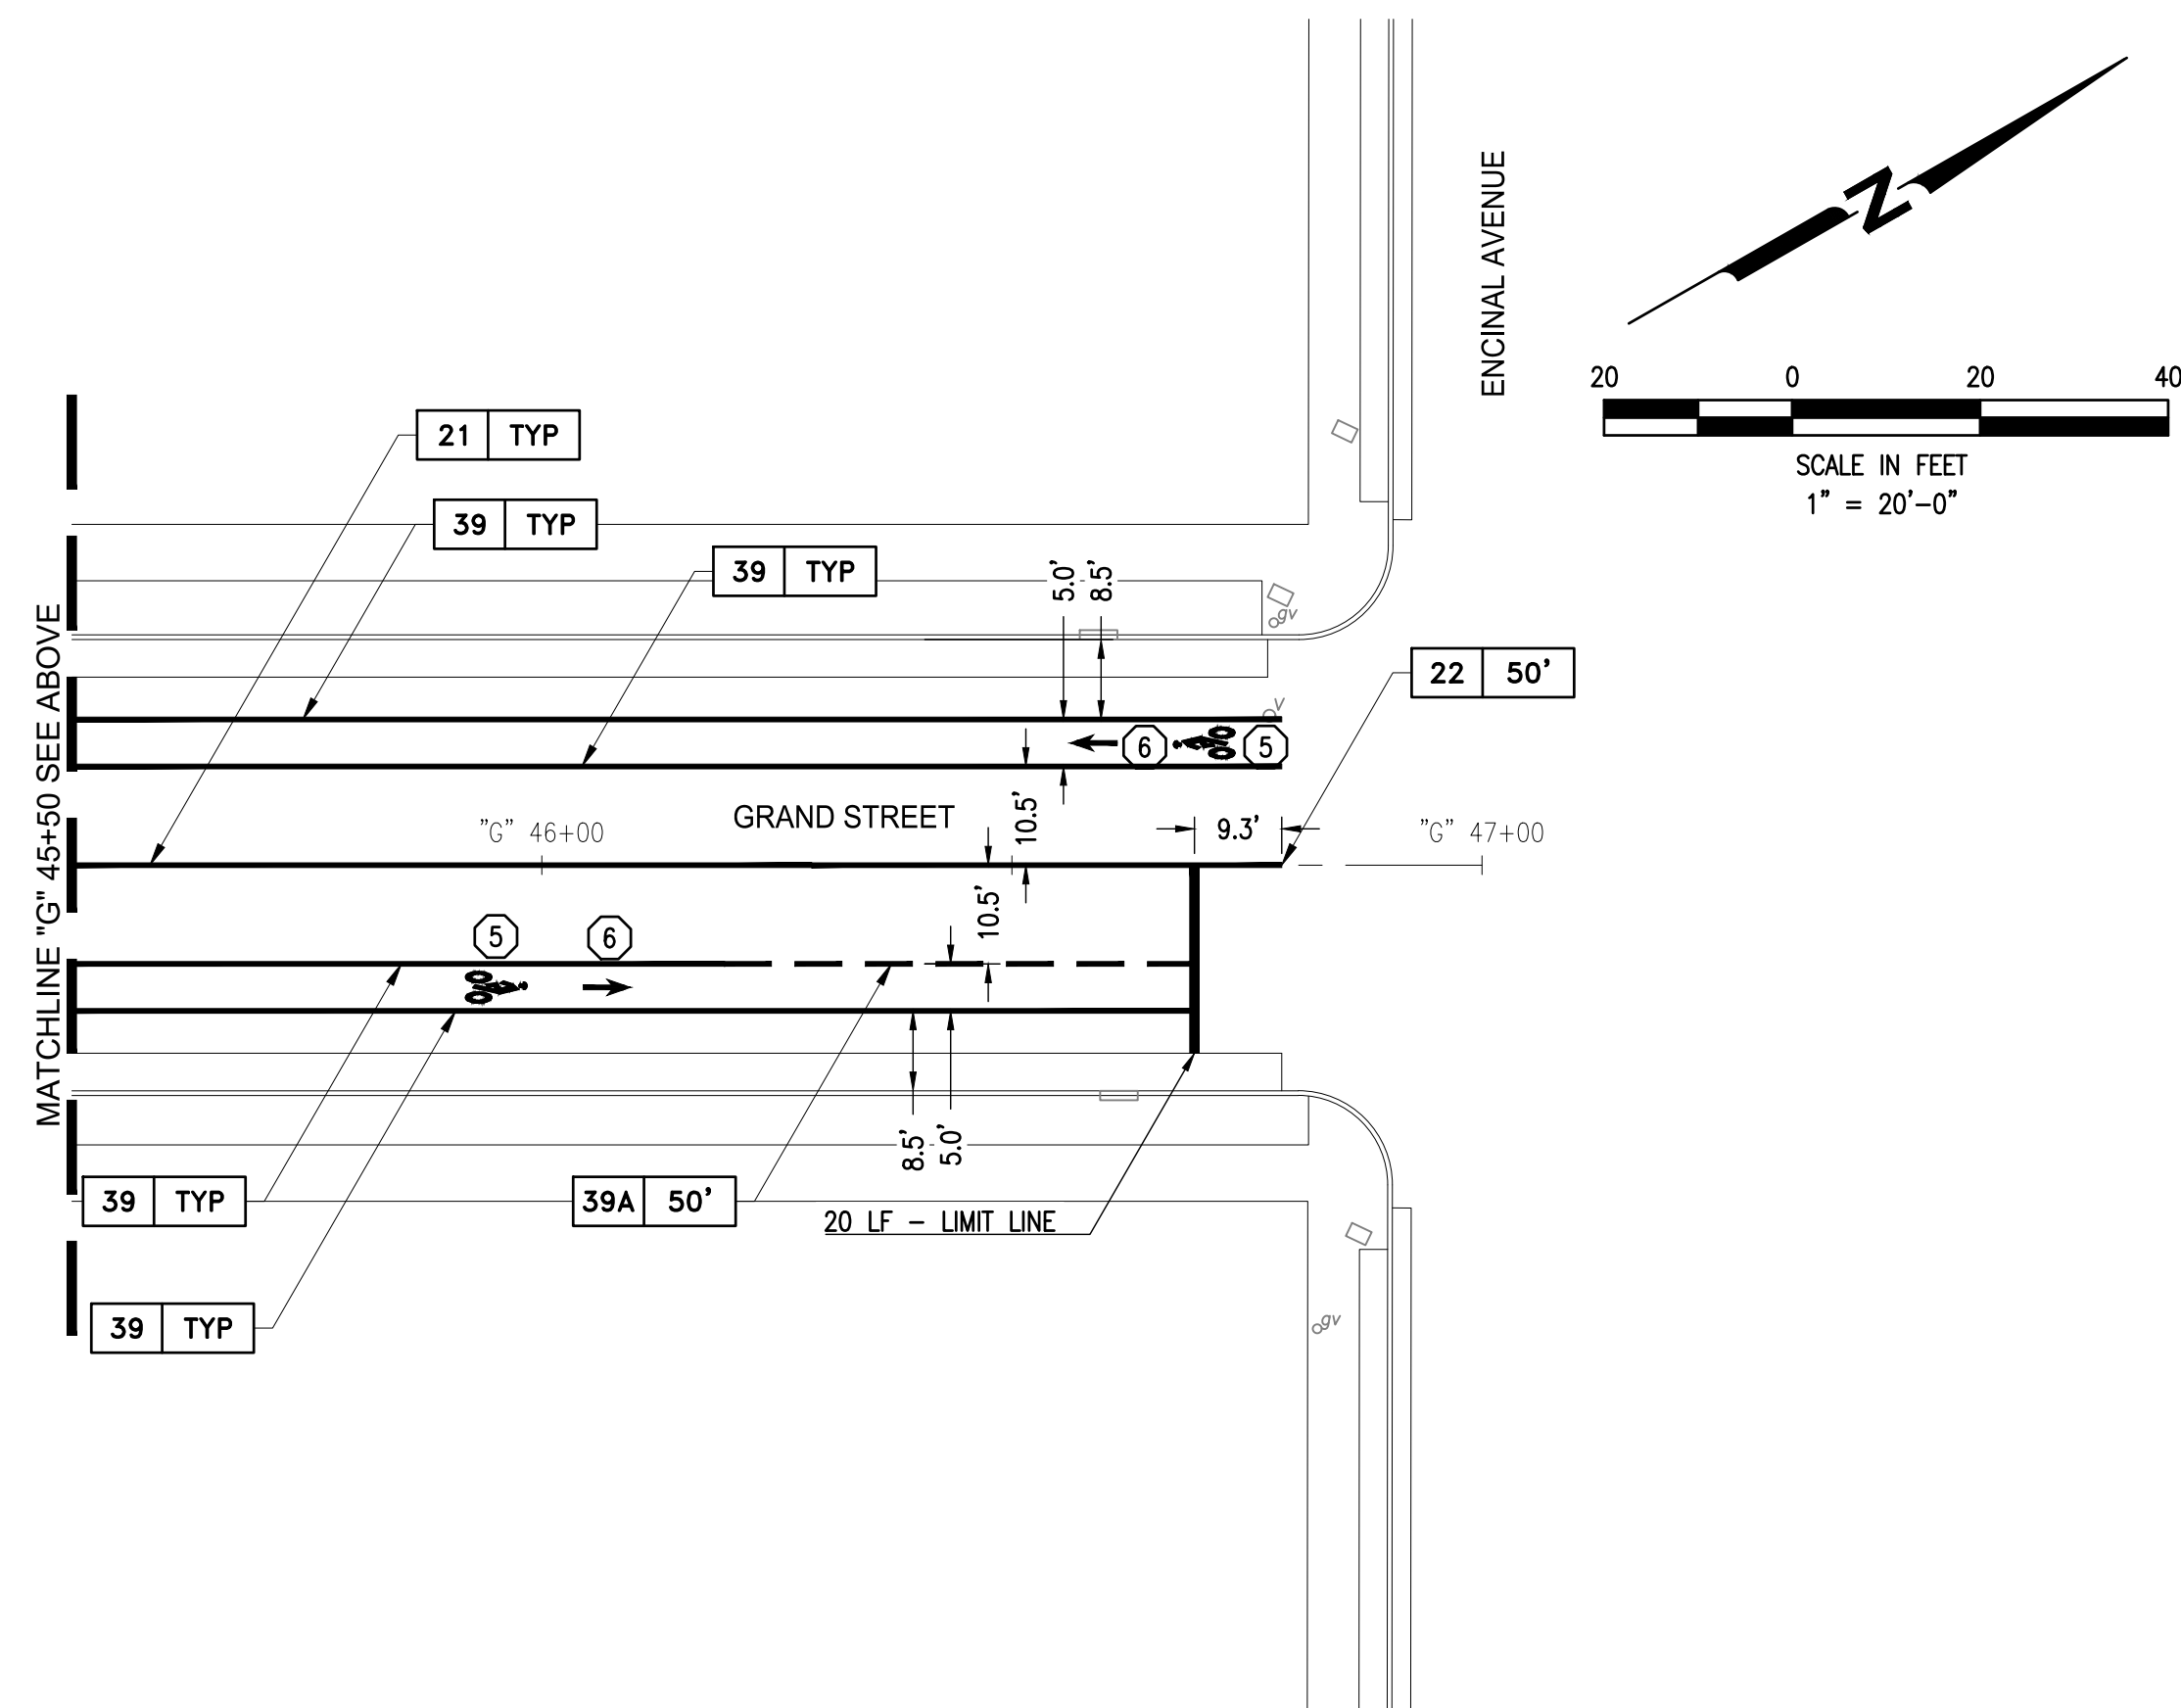 ENCINAL AVENUE
N
20 0 20 40
SCALE IN FEET
1" = 20'-0"
21 TYP
39 TYP
39 TYP
5.0'
8.5'
gv
22 50'
v
6
5
MATCHLINE "G" 45+50 SEE ABOVE
GRAND STREET
"G" 46+00
10.5'
9.3'
"G" 47+00
10.5'
5
6
8.5'
5.0'
39 TYP
39A 50'
20 LF - LIMIT LINE
39 TYP
gv